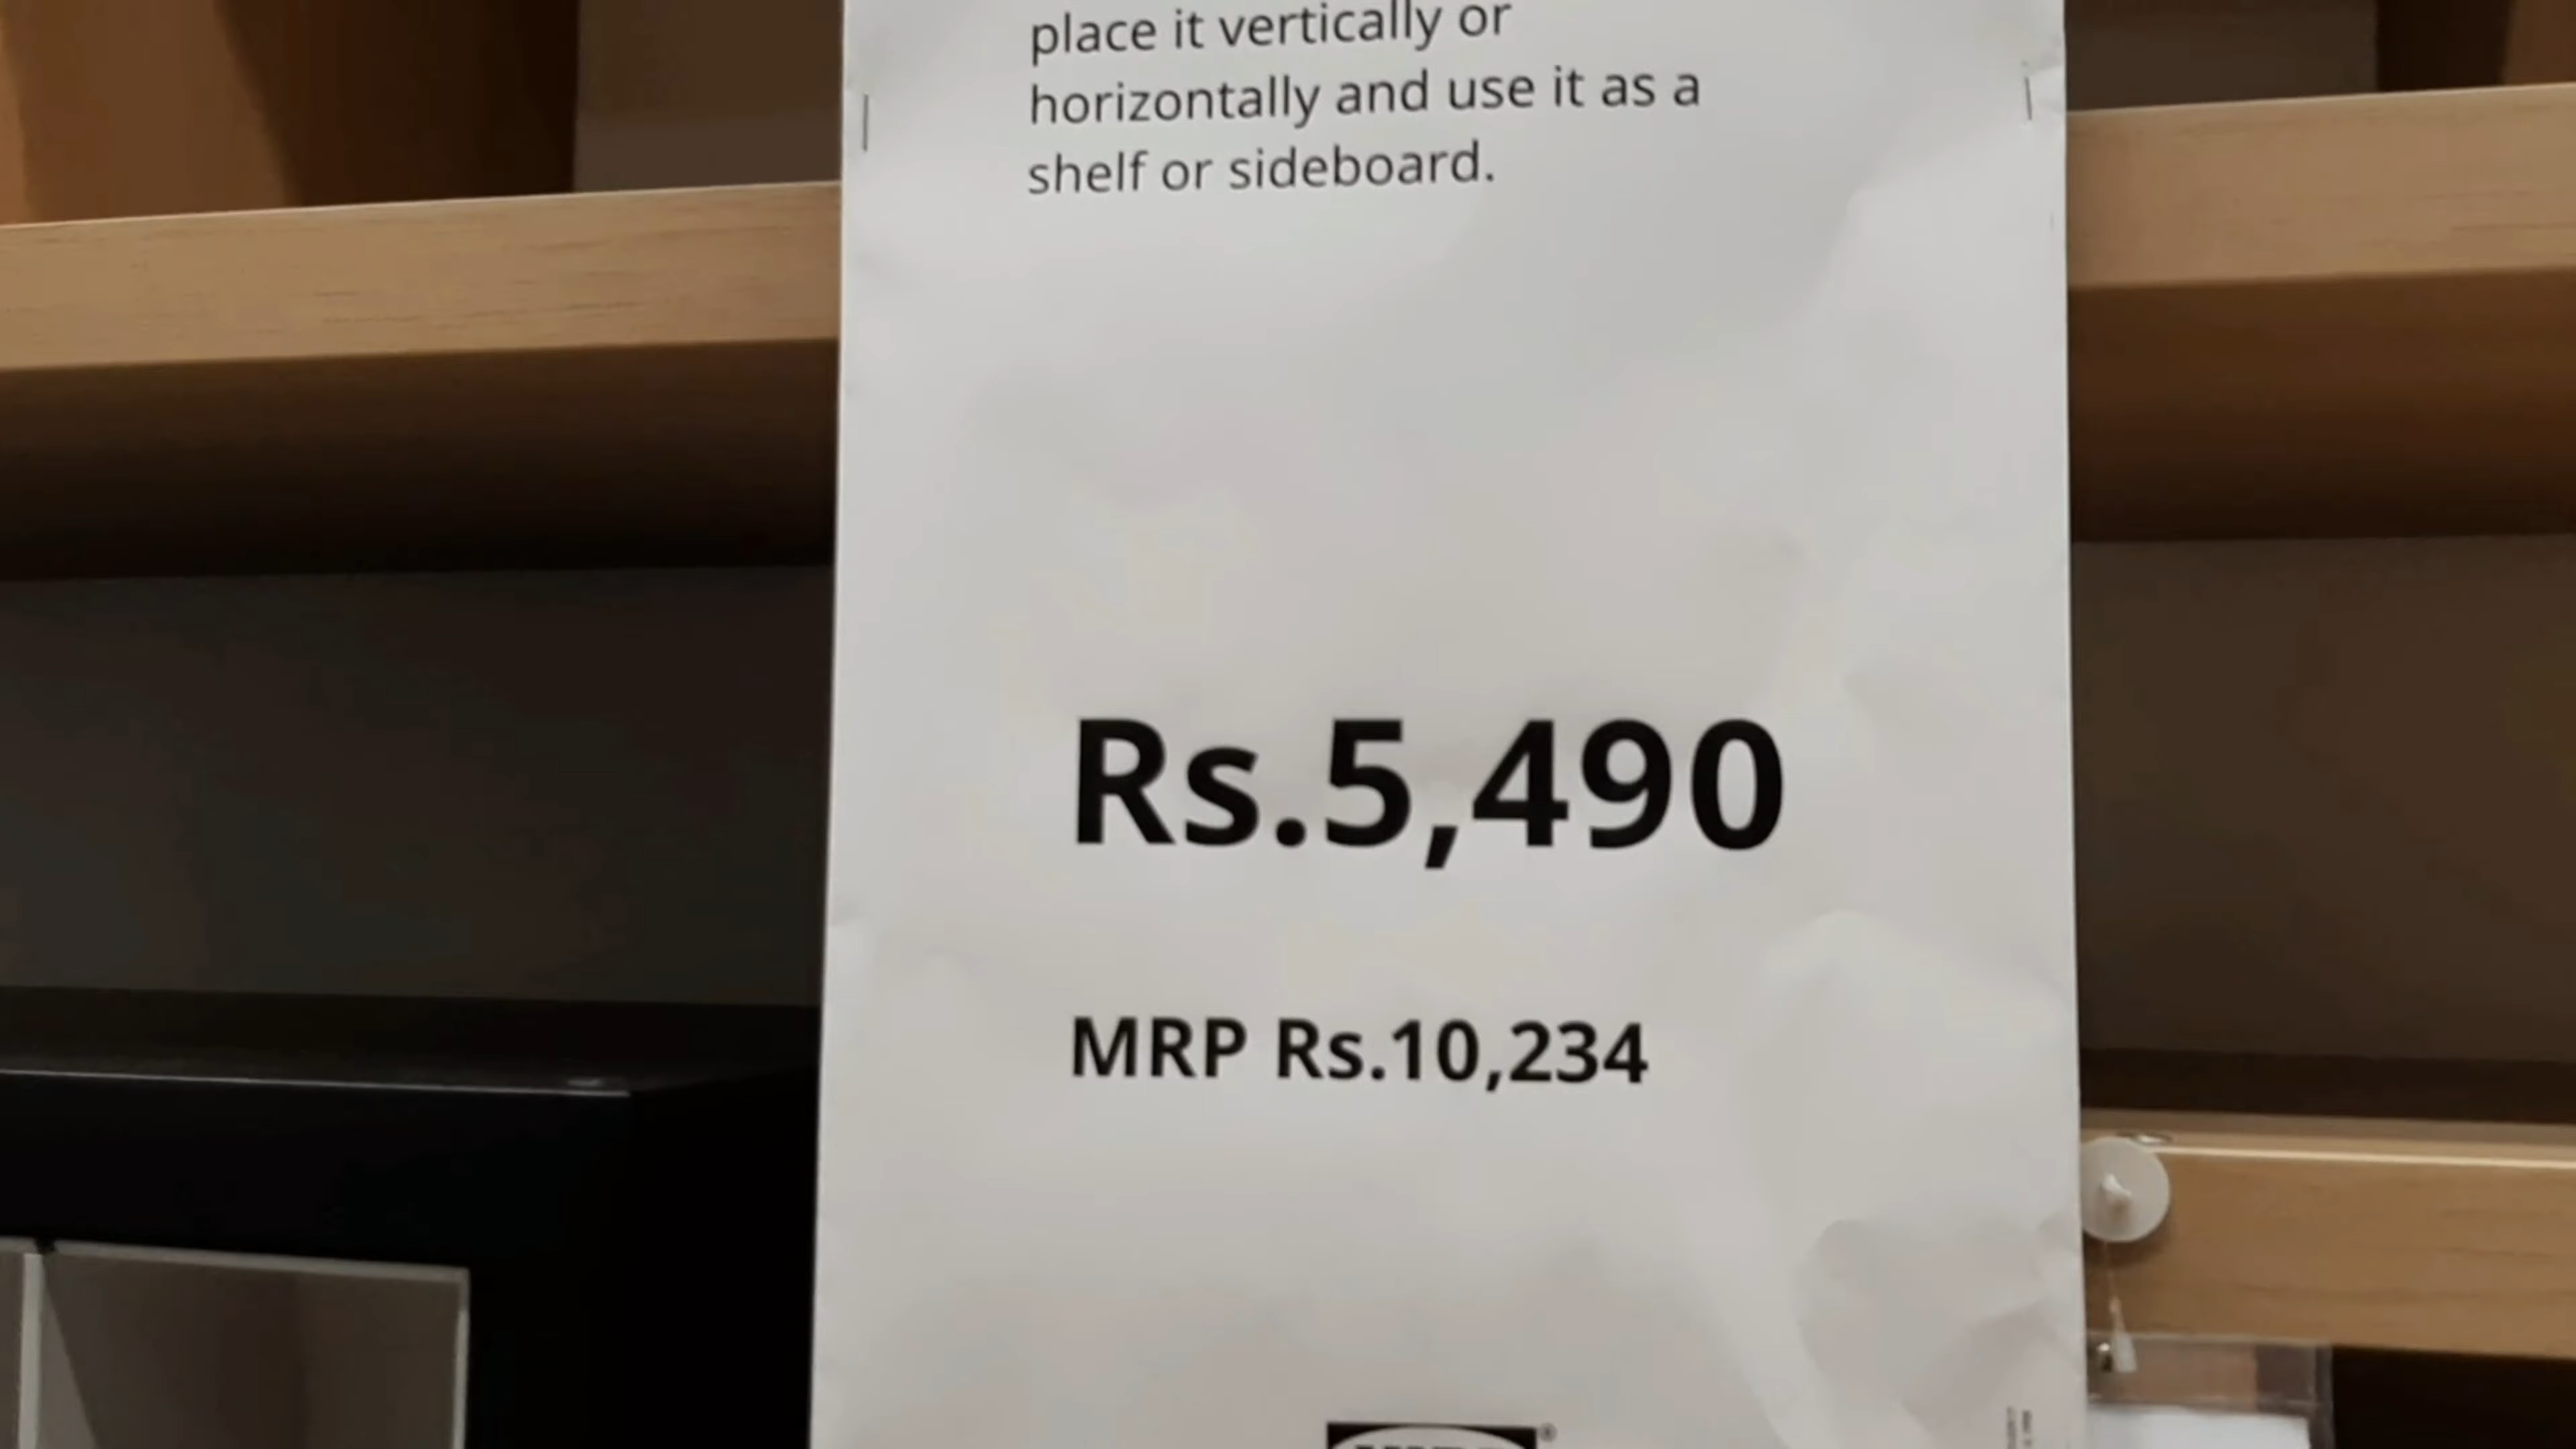 place it vertically or
horizontally and use it as a
shelf or sideboard.
Rs.5,490
MRP Rs.10,234